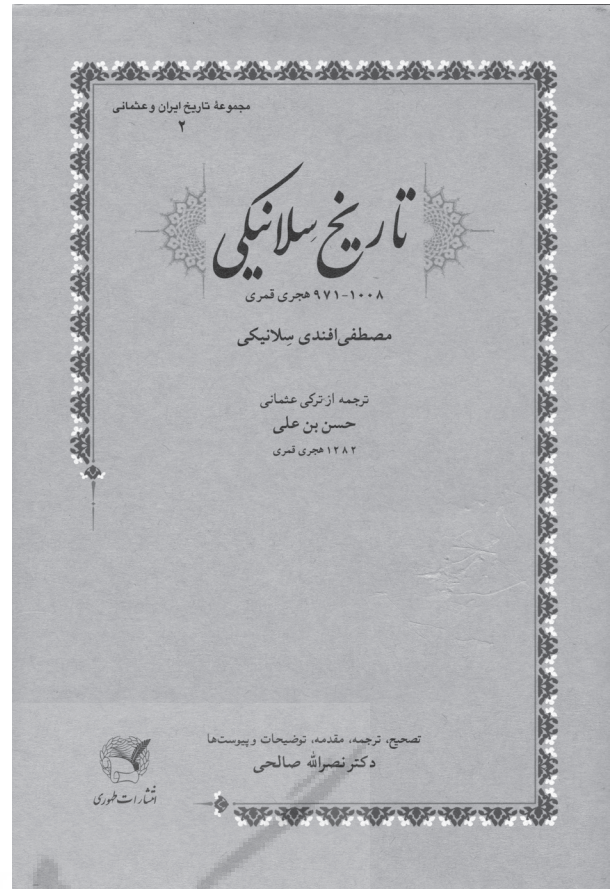 مجموعهٔ تاریخ ایران و عثمانی
۲
تاریخ سِلانیکی
۹۷۱-۱۰۰۸ هجری قمری
مصطفی‌افندی سِلانیکی
ترجمه از ترکی عثمانی
حسن بن علی
۱۲۸۲ هجری قمری
تصحیح، ترجمه، مقدمه، توضیحات و پیوست‌ها
دکتر نصرالله صالحی
انتشارات طهوری